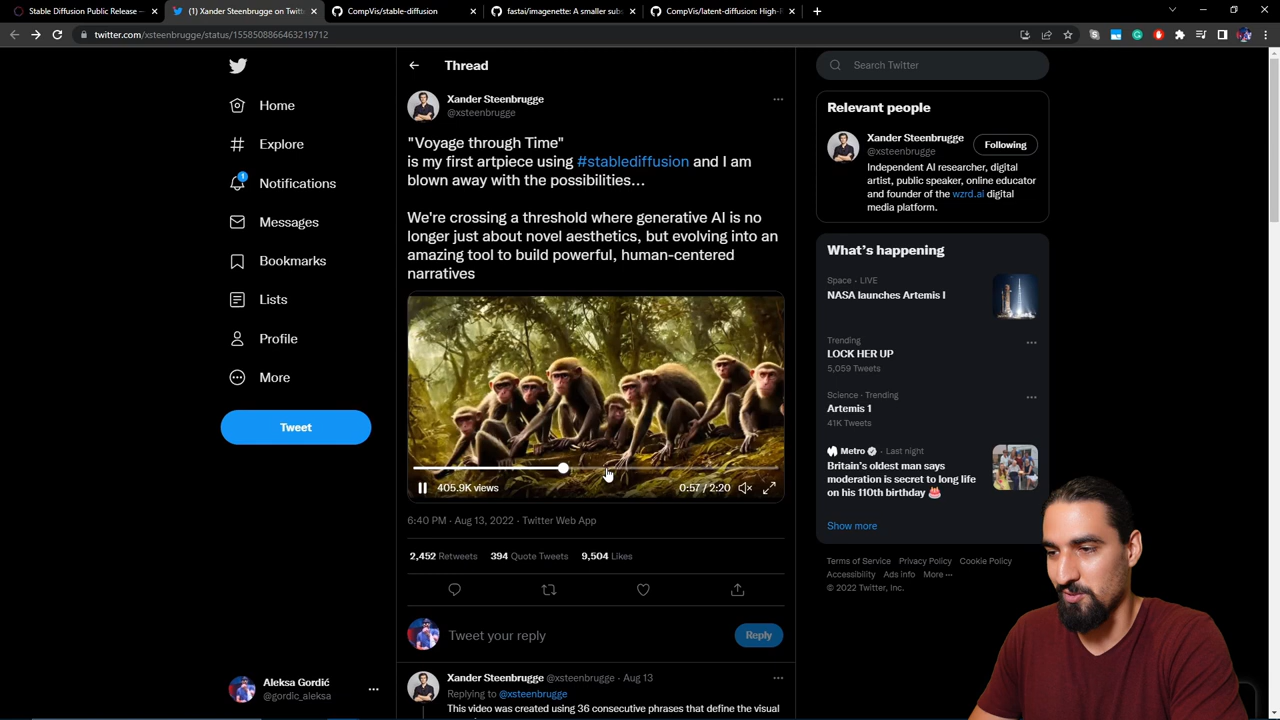 Stable Diffusion Public Release —
(1) Xander Steenbrugge on Twitt
CompVis/stable-diffusion
fastai/imagenette: A smaller sub
CompVis/latent-diffusion: High-F
twitter.com/xsteenbrugge/status/1558508866463219712
Home
Explore
1
Notifications
Messages
Bookmarks
Lists
Profile
More
Tweet
Aleksa Gordić
@gordic_aleksa
Thread
Xander Steenbrugge
@xsteenbrugge
"Voyage through Time"
is my first artpiece using #stablediffusion and I am
blown away with the possibilities...
We're crossing a threshold where generative AI is no
longer just about novel aesthetics, but evolving into an
amazing tool to build powerful, human-centered
narratives
405.9K views
0:57 / 2:20
6:40 PM · Aug 13, 2022 · Twitter Web App
2,452 Retweets 394 Quote Tweets 9,504 Likes
Tweet your reply
Reply
Xander Steenbrugge @xsteenbrugge · Aug 13
Replying to @xsteenbrugge
This video was created using 36 consecutive phrases that define the visual
Search Twitter
Relevant people
Xander Steenbrugge
@xsteenbrugge
Following
Independent AI researcher, digital
artist, public speaker, online educator
and founder of the wzrd.ai digital
media platform.
What's happening
Space · LIVE
NASA launches Artemis I
Trending
LOCK HER UP
5,059 Tweets
Science · Trending
Artemis 1
41K Tweets
Metro · Last night
Britain's oldest man says
moderation is secret to long life
on his 110th birthday 🎂
Show more
Terms of Service Privacy Policy Cookie Policy
Accessibility Ads info More ···
© 2022 Twitter, Inc.